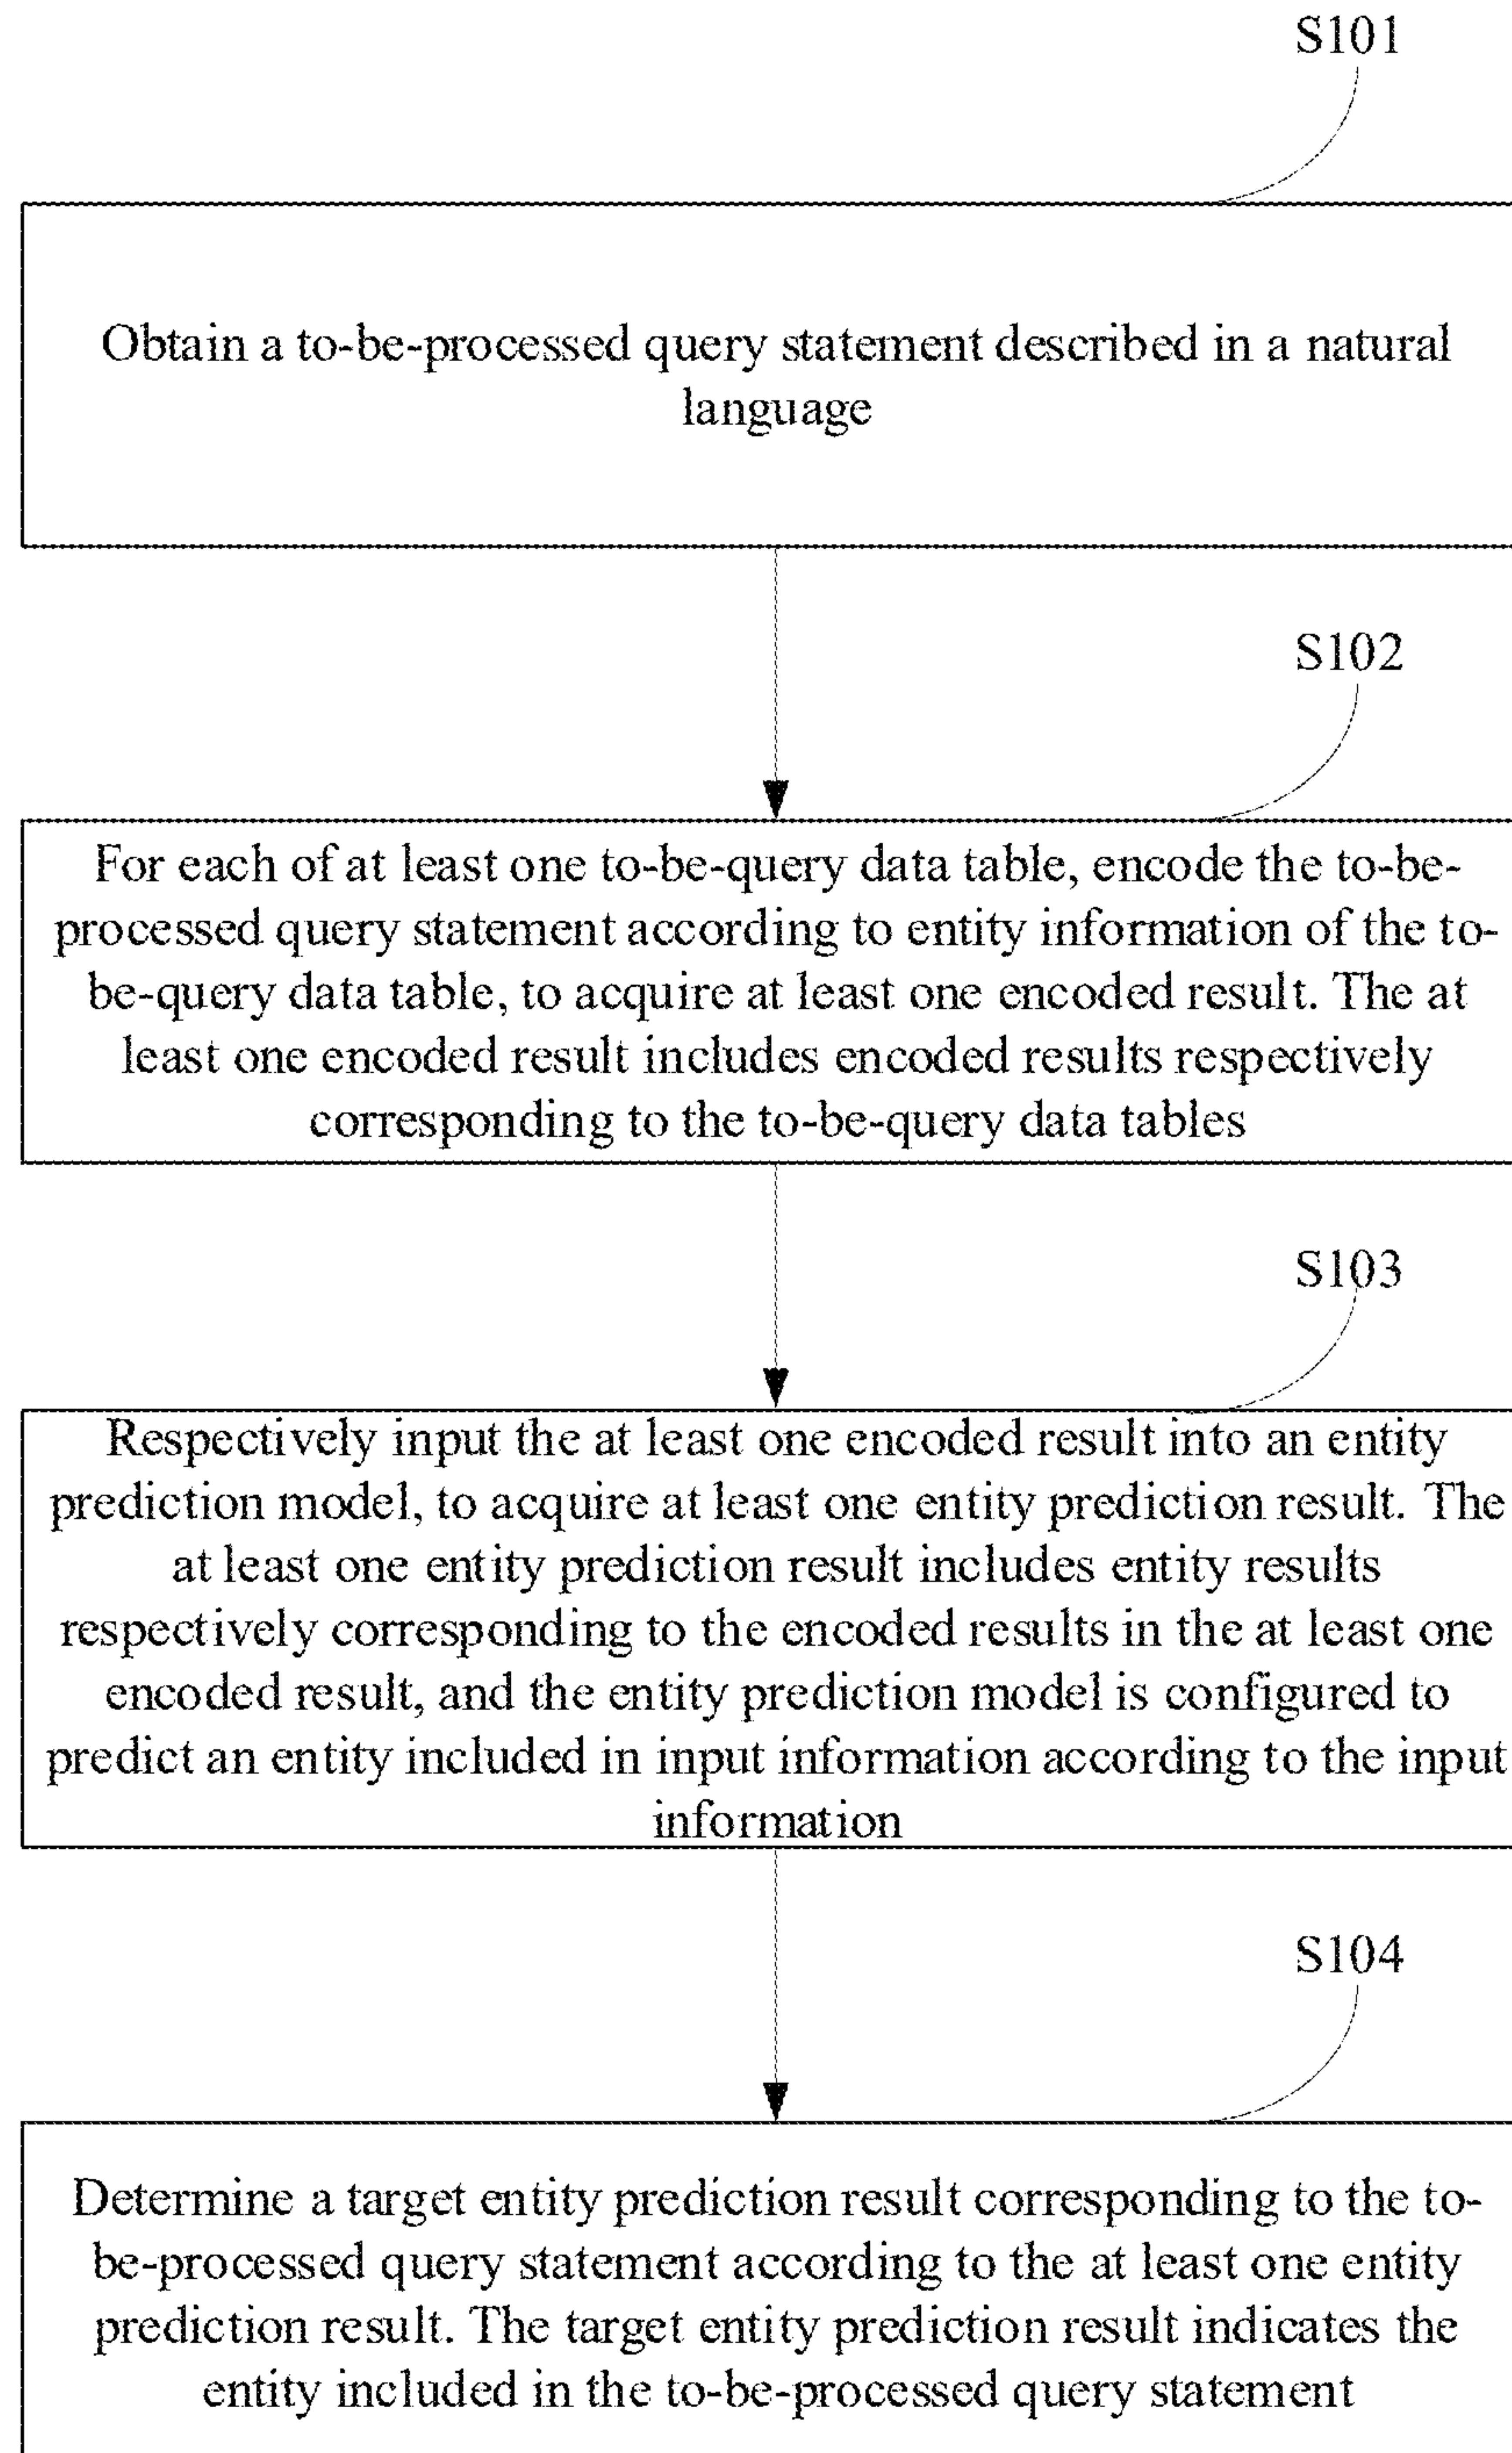 S101
Obtain a to-be-processed query statement described in a natural
language
S102
For each of at least one to-be-query data table, encode the to-be-
processed query statement according to entity information of the to-
be-query data table, to acquire at least one encoded result. The at
least one encoded result includes encoded results respectively
corresponding to the to-be-query data tables
S103
Respectively input the at least one encoded result into an entity
prediction model, to acquire at least one entity prediction result. The
at least one entity prediction result includes entity results
respectively corresponding to the encoded results in the at least one
encoded result, and the entity prediction model is configured to
predict an entity included in input information according to the input
information
S104
Determine a target entity prediction result corresponding to the to-
be-processed query statement according to the at least one entity
prediction result. The target entity prediction result indicates the
entity included in the to-be-processed query statement